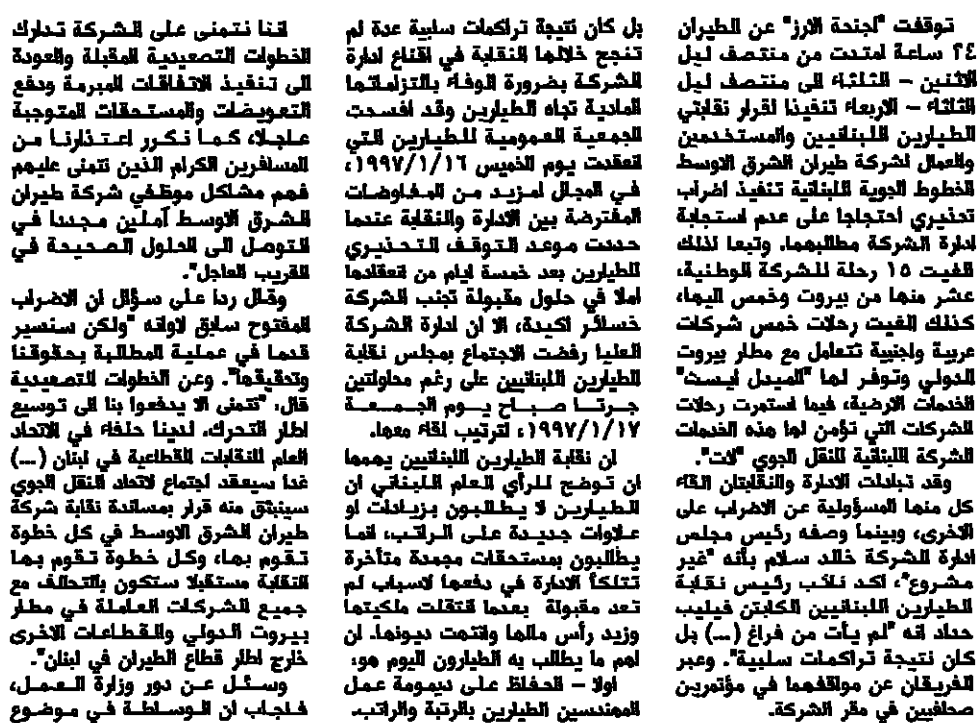 توقفت "اجنحة الارز" عن الطيران
٢٤ ساعة امتدت من منتصف ليل
الاثنين – الثلثاء الى منتصف ليل
الثلثاء – الاربعاء تنفيذا لقرار نقابتي
الطيارين اللبنانيين والمستخدمين
والعمال لشركة طيران الشرق الاوسط
الخطوط الجوية اللبنانية تنفيذ اضراب
تحذيري احتجاجا على عدم استجابة
ادارة الشركة مطالبهما. وتبعا لذلك
الغيت ١٥ رحلة للشركة الوطنية،
عشر منها من بيروت وخمس اليها،
كذلك الغيت رحلات خمس شركات
عربية واجنبية تتعامل مع مطار بيروت
الدولي وتوفر لها "الميدل ايست"
الخدمات الارضية، فيما استمرت رحلات
الشركات التي تؤمن لها هذه الخدمات
الشركة اللبنانية للنقل الجوي "لات".
وقد تبادلت الادارة والنقابتان القاء
كل منها المسؤولية عن الاضراب على
الاخرى، وبينما وصفه رئيس مجلس
ادارة الشركة خالد سلام بأنه "غير
مشروع"، اكد نائب رئيس نقابة
الطيارين اللبنانيين الكابتن فيليب
حداد انه "لم يأت من فراغ (...) بل
كان نتيجة تراكمات سلبية". وعبر
الفريقان عن مواقفهما في مؤتمرين
صحافيين في مقر الشركة.
بل كان نتيجة تراكمات سلبية عدة لم
تنجح خلالها النقابة في اقناع ادارة
الشركة بضرورة الوفاء بالتزاماتها
المادية تجاه الطيارين وقد افسحت
الجمعية العمومية للطيارين التي
انعقدت يوم الخميس ١٩٩٧/١/١٦،
في المجال لمزيد من المفاوضات
المفترضة بين الادارة والنقابة عندما
حددت موعد التوقف التحذيري
للطيارين بعد خمسة ايام من انعقادها
املا في حلول مقبولة تجنب الشركة
خسائر اكيدة، الا ان ادارة الشركة
العليا رفضت الاجتماع بمجلس نقابة
الطيارين اللبنانيين على رغم محاولتين
جرتا صباح يوم الجمعة
١٩٩٧/١/١٧، لترتيب لقاء معها.
ان نقابة الطيارين اللبنانيين يهمها
ان توضح للرأي العام اللبناني ان
الطيارين لا يطالبون بزيادات او
علاوات جديدة على الراتب، انما
يطالبون بمستحقات مجمدة متأخرة
تتلكأ الادارة في دفعها لاسباب لم
تعد مقبولة بعدما انتقلت ملكيتها
وزيد رأس مالها وانتهت ديونها. ان
اهم ما يطالب به الطيارون اليوم هو:
اولا – الحفاظ على ديمومة عمل
المهندسين الطيارين بالرتبة والراتب.
اننا نتمنى على الشركة تدارك
الخطوات التصعيدية المقبلة والعودة
الى تنفيذ الاتفاقات المبرمة ودفع
التعويضات والمستحقات المتوجبة
عاجلا، كما نكرر اعتذارنا من
المسافرين الكرام الذين نتمنى عليهم
فهم مشاكل موظفي شركة طيران
الشرق الاوسط آملين مجددا في
التوصل الى الحلول الصحيحة في
القريب العاجل".
وقال ردا على سؤال ان الاضراب
المفتوح سابق لاوانه "ولكن سنسير
قدما في عملية المطالبة بحقوقنا
وتحقيقها". وعن الخطوات التصعيدية
قال: "نتمنى الا يدفعوا بنا الى توسيع
اطار التحرك، لدينا حلفاء في الاتحاد
العام للنقابات القطاعية في لبنان (...)
غدا سيعقد اجتماع لاتحاد النقل الجوي
سينبثق منه قرار بمساندة نقابة شركة
طيران الشرق الاوسط في كل خطوة
تقوم بها، وكل خطوة تقوم بها
النقابة مستقبلا ستكون بالتحالف مع
جميع الشركات العاملة في مطار
بيروت الدولي والقطاعات الاخرى
خارج اطار قطاع الطيران في لبنان".
وسئل عن دور وزارة العمل،
فاجاب ان الوساطة في موضوع